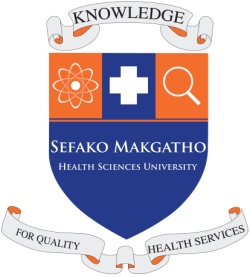 KNOWLEDGE
SEFAKO MAKGATHO
HEALTH SCIENCES UNIVERSITY
FOR QUALITY HEALTH SERVICES